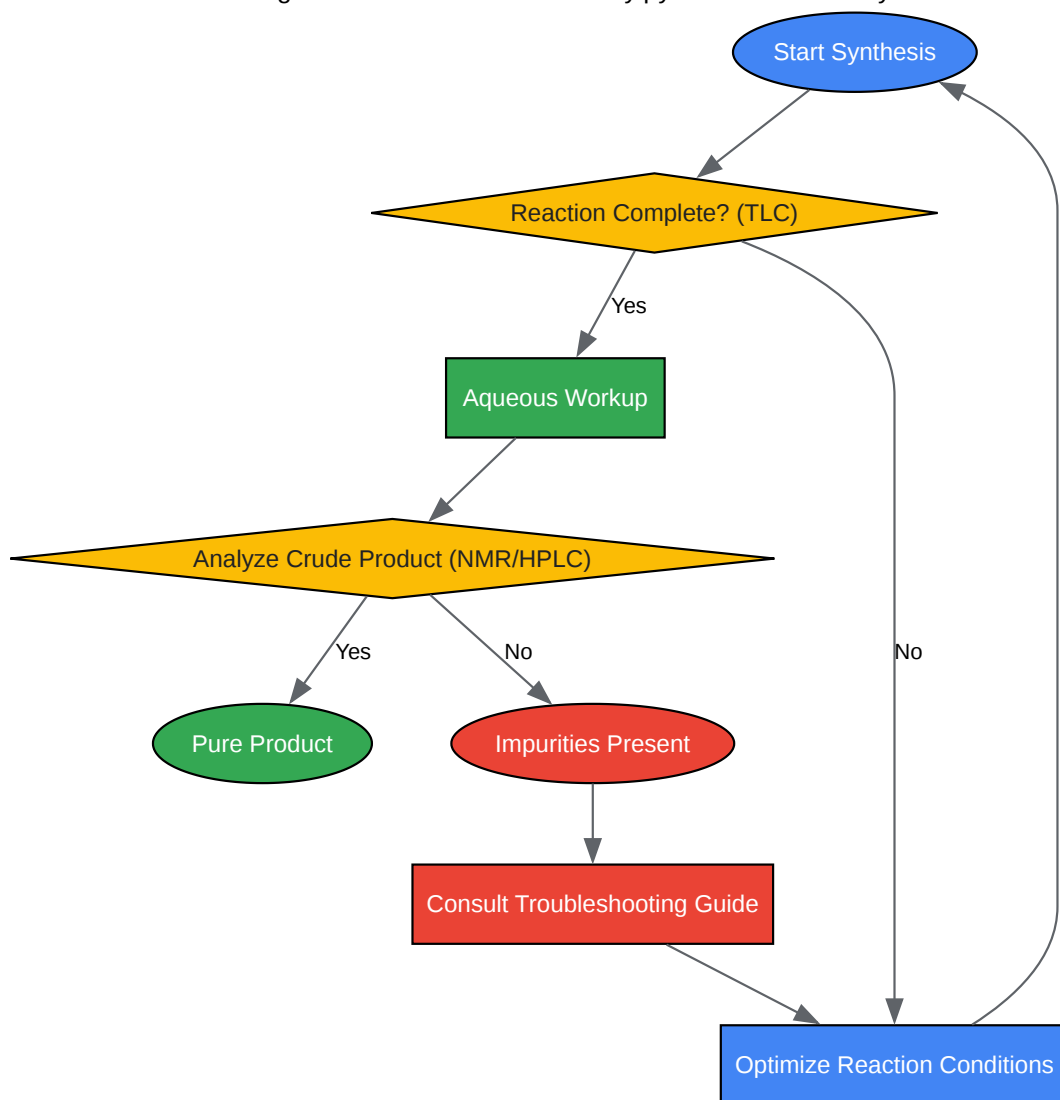 Start Synthesis
Reaction Complete? (TLC)
Yes
Aqueous Workup
Analyze Crude Product (NMR/HPLC)
Yes
No
No
Pure Product
Impurities Present
Consult Troubleshooting Guide
Optimize Reaction Conditions